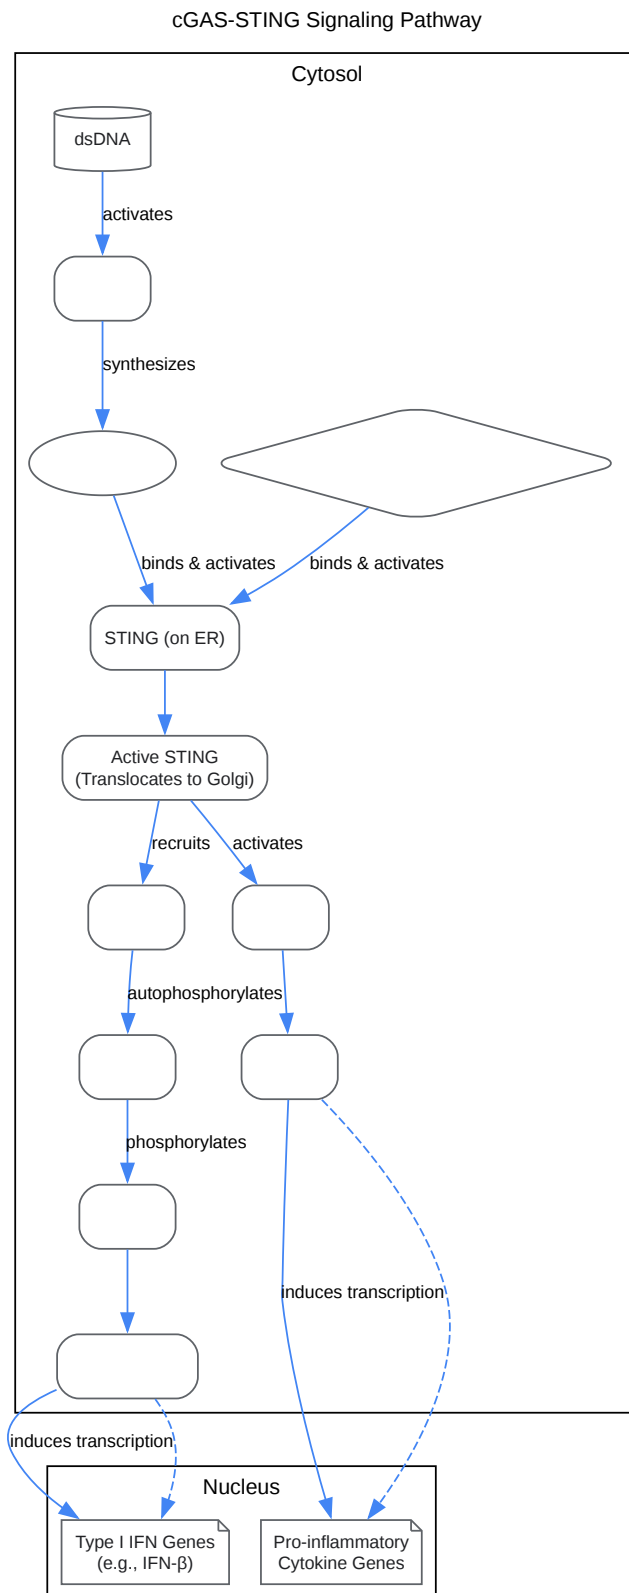 cGAS-STING Signaling Pathway
Cytosol
dsDNA
activates
synthesizes
binds & activates
binds & activates
STING (on ER)
Active STING
(Translocates to Golgi)
recruits
activates
autophosphorylates
phosphorylates
induces transcription
induces transcription
Nucleus
Type I IFN Genes
(e.g., IFN-β)
Pro-inflammatory
Cytokine Genes